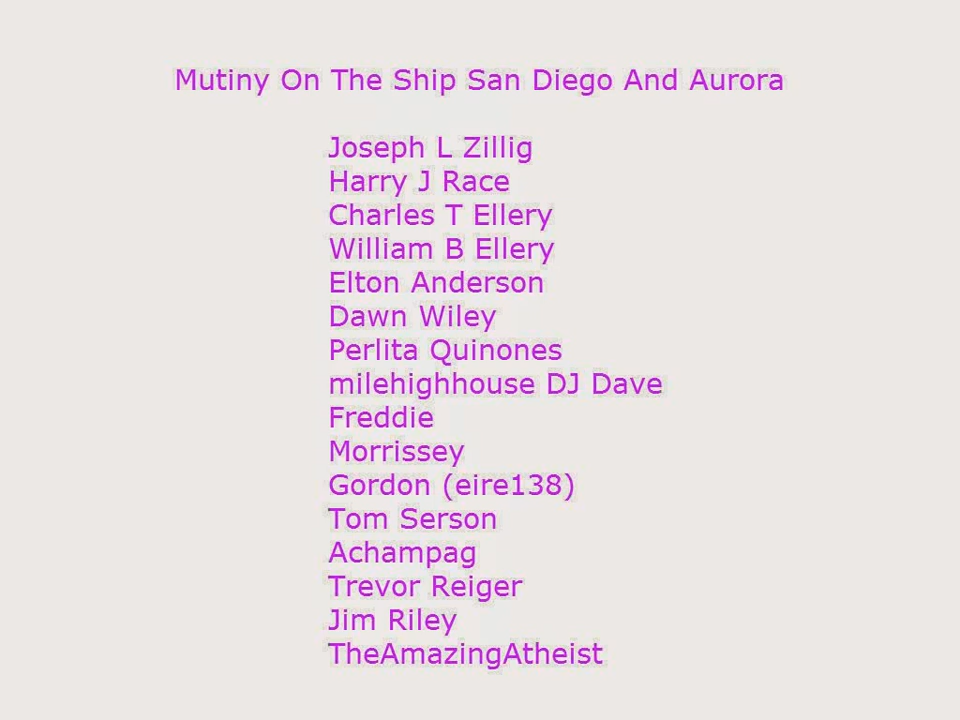 Mutiny On The Ship San Diego And Aurora
Joseph L Zillig
Harry J Race
Charles T Ellery
William B Ellery
Elton Anderson
Dawn Wiley
Perlita Quinones
milehighhouse DJ Dave
Freddie
Morrissey
Gordon (eire138)
Tom Serson
Achampag
Trevor Reiger
Jim Riley
TheAmazingAtheist